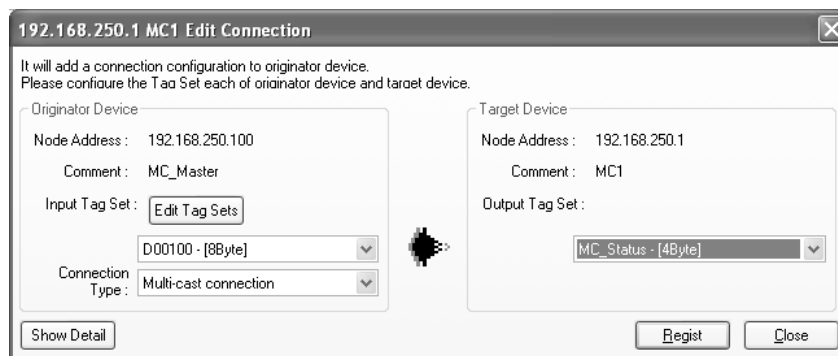 192.168.250.1 MC1 Edit Connection
It will add a connection configuration to originator device.
Please configure the Tag Set each of originator device and target device.
Originator Device
Node Address : 192.168.250.100
Comment : MC_Master
Input Tag Set : Edit Tag Sets
D00100 - [8Byte]
Connection Type : Multi-cast connection
Target Device
Node Address : 192.168.250.1
Comment : MC1
Output Tag Set :
MC_Status - [4Byte]
Show Detail
Regist
Close